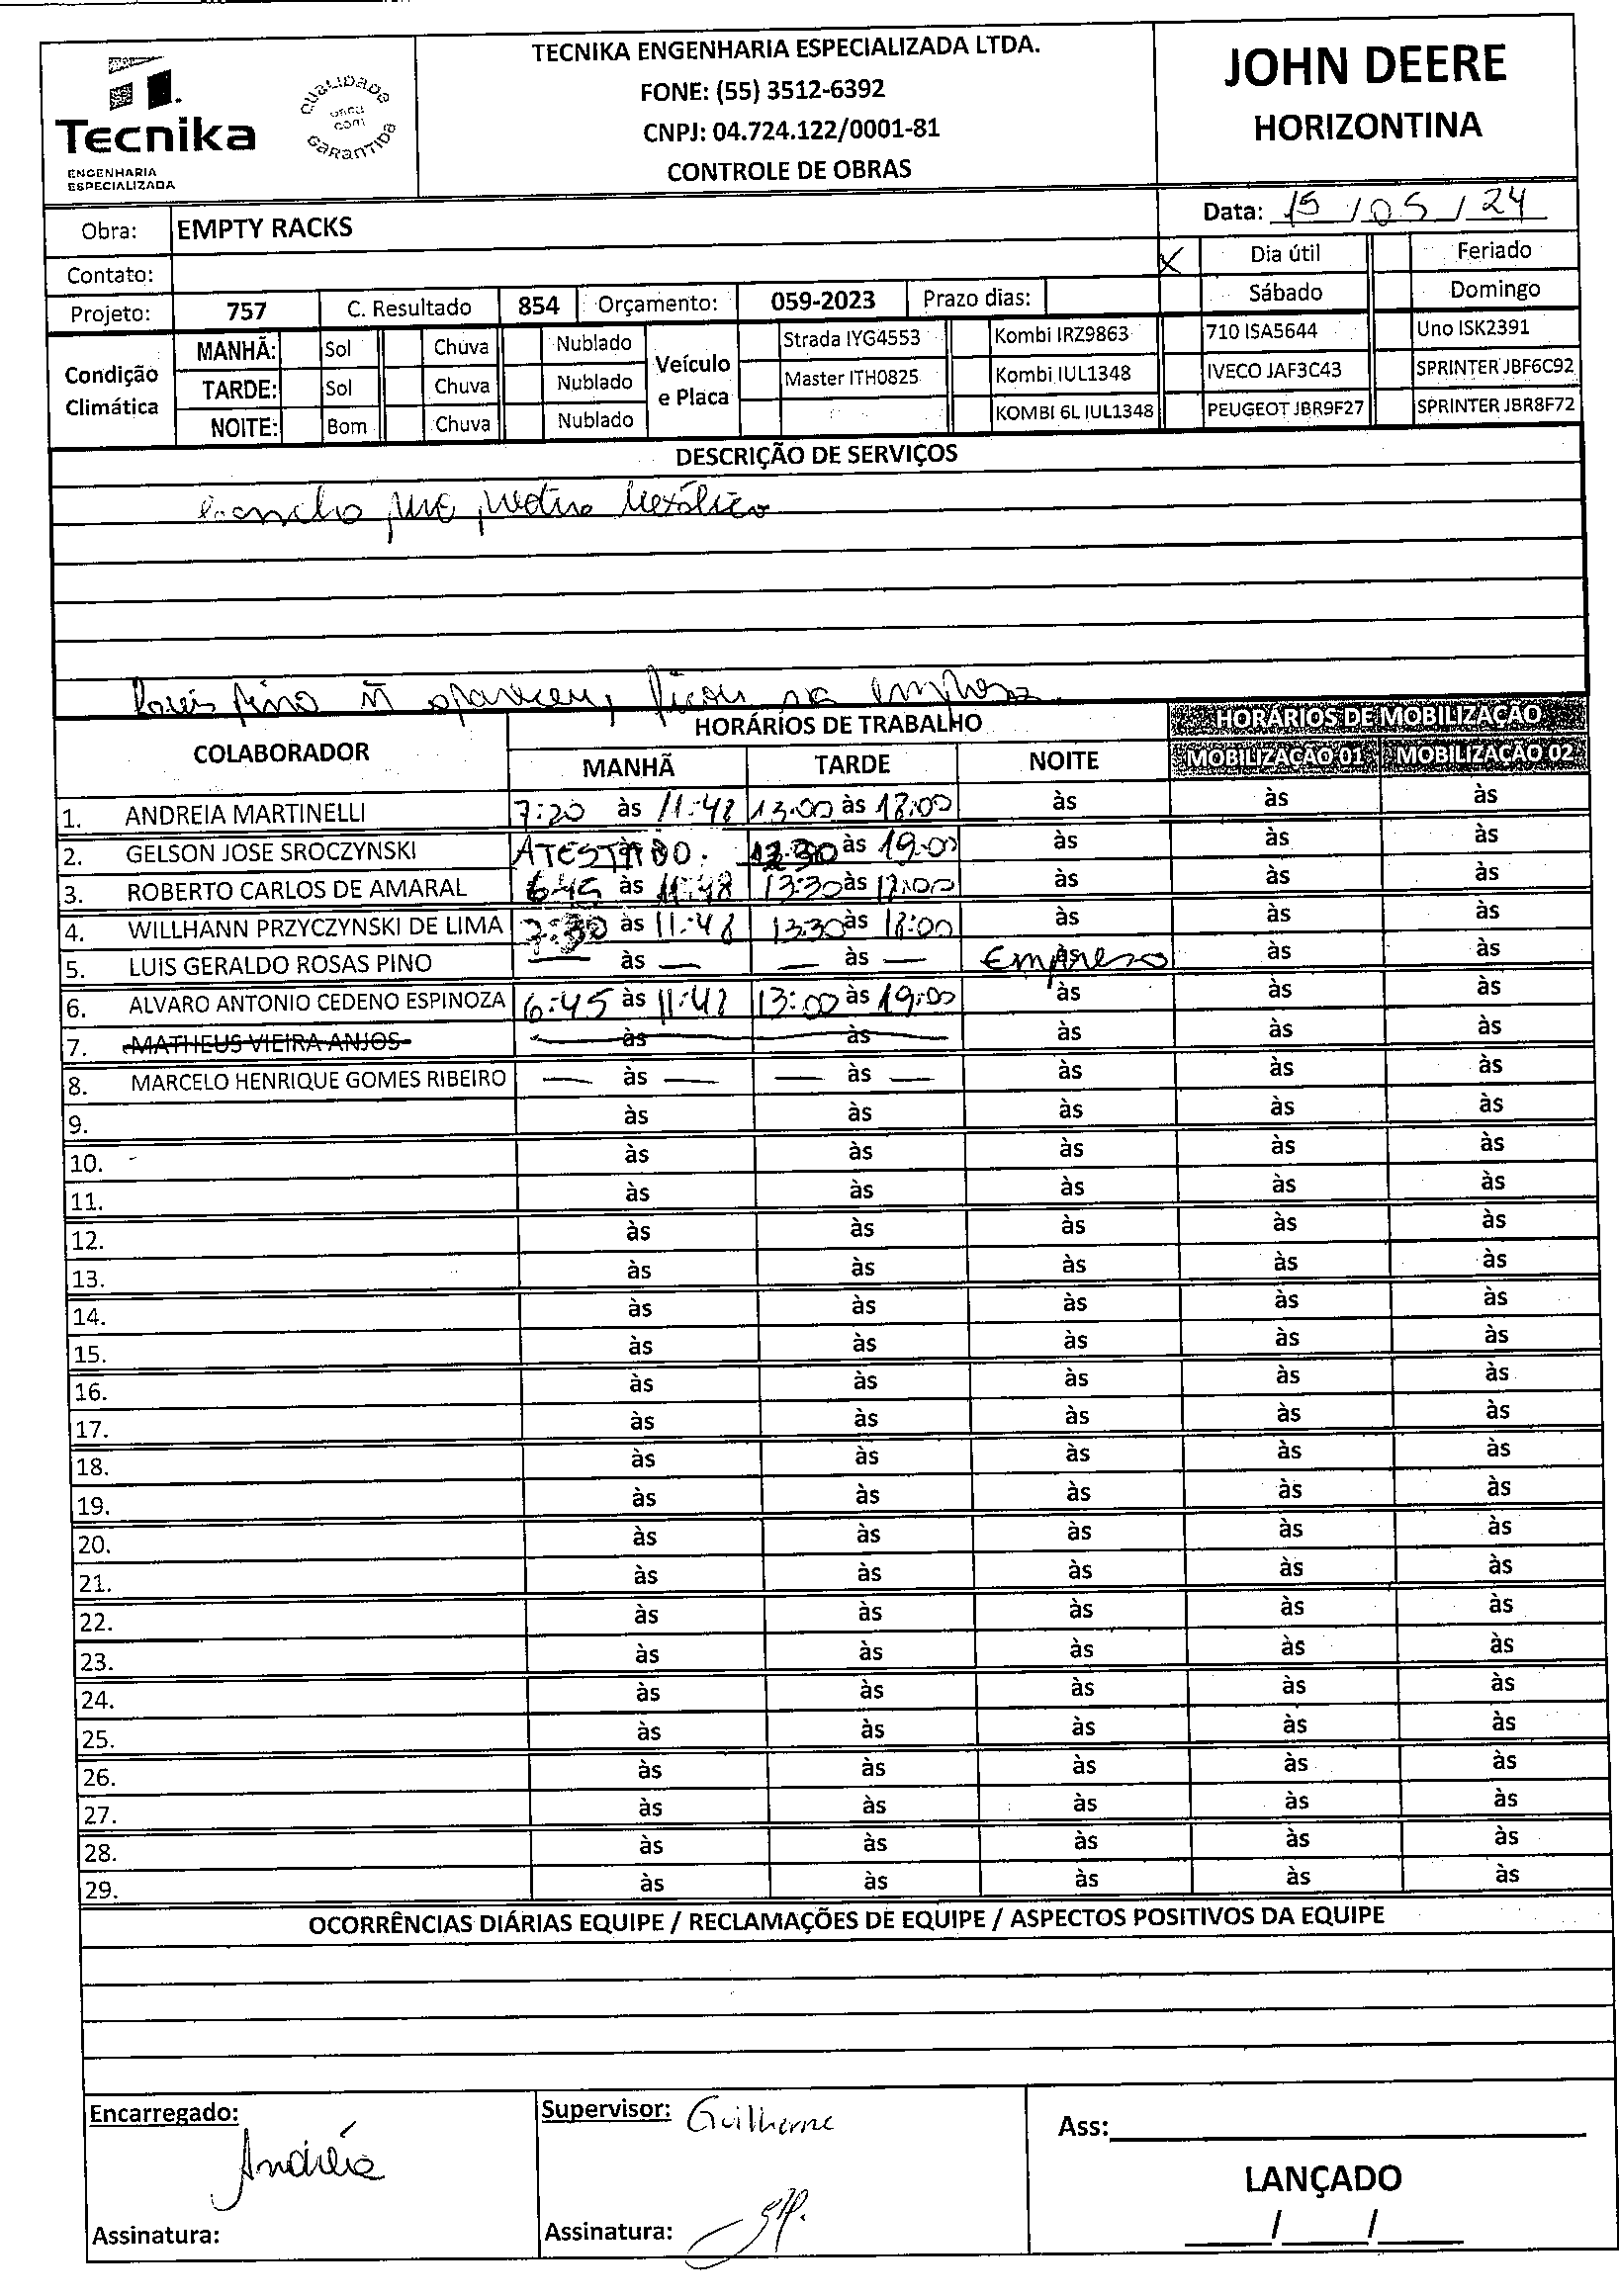 Tecnika
ENGENHARIA
ESPECIALIZADA
QUALIDADE
COM
GARANTIDA
TECNIKA ENGENHARIA ESPECIALIZADA LTDA.
FONE: (55) 3512-6392
CNPJ: 04.724.122/0001-81
CONTROLE DE OBRAS
JOHN DEERE
HORIZONTINA
Obra: EMPTY RACKS
Data: 15 / 05 / 24
Contato:
X Dia útil Feriado
Sábado Domingo
Projeto: 757 C. Resultado 854 Orçamento: 059-2023 Prazo dias:
Condição Climática
MANHÃ: Sol Chuva Nublado
TARDE: Sol Chuva Nublado
NOITE: Bom Chuva Nublado
Veículo e Placa
Strada IYG4553 Kombi IRZ9863 710 ISA5644 Uno ISK2391
Master ITH0825 Kombi IUL1348 IVECO JAF3C43 SPRINTER JBF6C92
KOMBI 6L IUL1348 PEUGEOT JBR9F27 SPRINTER JBR8F72
DESCRIÇÃO DE SERVIÇOS
pino ñ apareceu, ficou na empresa
COLABORADOR HORÁRIOS DE TRABALHO HORÁRIOS DE MOBILIZAÇÃO
MANHÃ TARDE NOITE MOBILIZAÇÃO 01 MOBILIZAÇÃO 02
1. ANDREIA MARTINELLI 7:20 às 11:48 13:00 às 18:00 às às às
2. GELSON JOSE SROCZYNSKI ATESTADO. 13:30 às 19:00 às às às
3. ROBERTO CARLOS DE AMARAL 6:45 às 11:48 13:30 às 18:00 às às às
4. WILLHANN PRZYCZYNSKI DE LIMA 7:30 às 11:48 13:30 às 18:00 às às às
5. LUIS GERALDO ROSAS PINO — às — — às — Empresa às às às
6. ALVARO ANTONIO CEDENO ESPINOZA 6:45 às 11:48 13:00 às 19:00 às às às
7. MATHEUS VIEIRA ANJOS às às às às às
8. MARCELO HENRIQUE GOMES RIBEIRO — às — — às — às às às
9. às às às às às
10. às às às às às
11. às às às às às
12. às às às às às
13. às às às às às
14. às às às às às
15. às às às às às
16. às às às às às
17. às às às às às
18. às às às às às
19. às às às às às
20. às às às às às
21. às às às às às
22. às às às às às
23. às às às às às
24. às às às às às
25. às às às às às
26. às às às às às
27. às às às às às
28. às às às às às
29. às às às às às
OCORRÊNCIAS DIÁRIAS EQUIPE / RECLAMAÇÕES DE EQUIPE / ASPECTOS POSITIVOS DA EQUIPE
Encarregado: Andréia
Assinatura:
Supervisor: Guilherme
Assinatura:
Ass:
LANÇADO
/ /